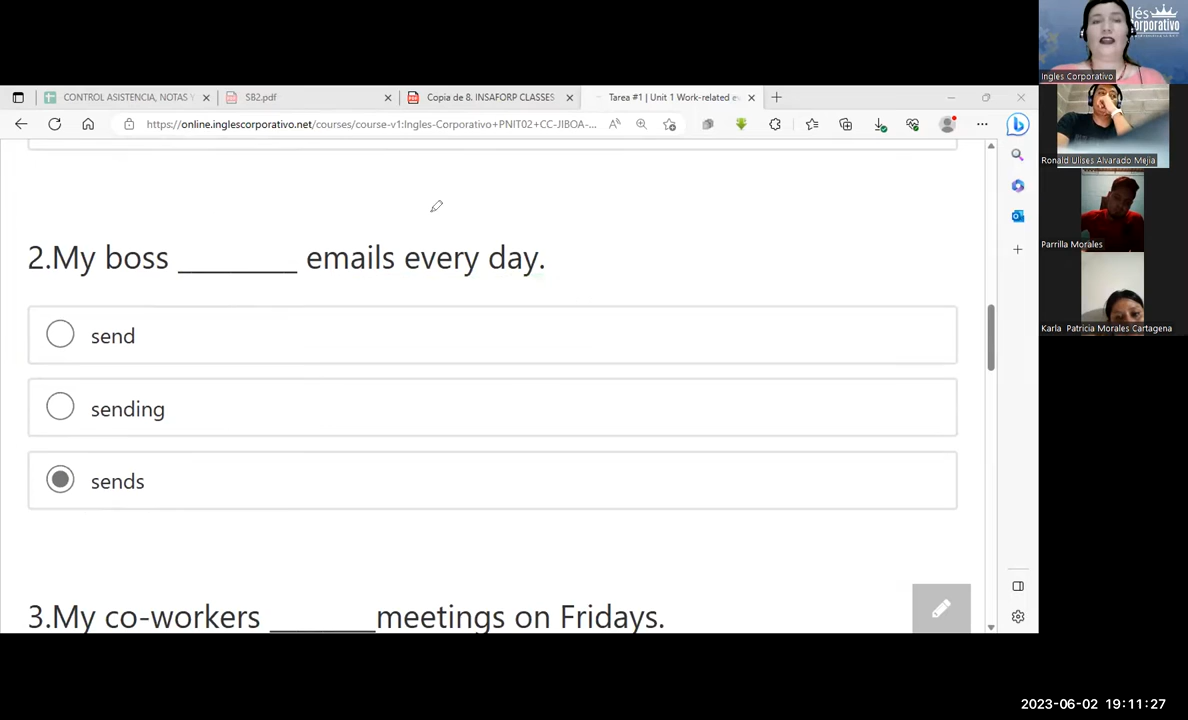 és
orporativo
Ingles Corporativo
CONTROL ASISTENCIA, NOTAS Y
SB2.pdf
Copia de 8. INSAFORP CLASSES
Tarea #1 | Unit 1 Work-related e
https://online.inglescorporativo.net/courses/course-v1:Ingles-Corporativo+PNIT02+CC-JIBOA-...
Ronald Ulises Alvarado Mejia
Parrilla Morales
Karla Patricia Morales Cartagena
2.My boss ________ emails every day.
send
sending
sends
3.My co-workers _______meetings on Fridays.
2023-06-02 19:11:27